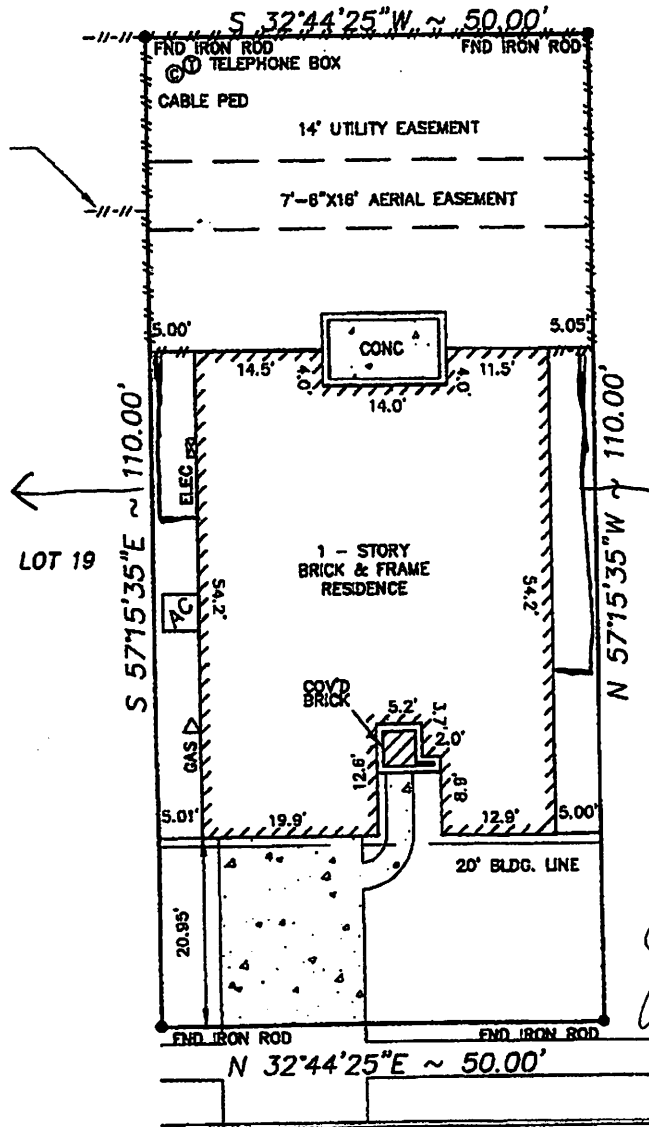 S 32°44'25"W ~ 50.00'
FND IRON ROD
FND IRON ROD
T TELEPHONE BOX
C
CABLE PED
14' UTILITY EASEMENT
7'-6"X16' AERIAL EASEMENT
5.00'
5.05'
CONC
14.5'
4.0'
4.0'
11.5'
14.0'
S 57°15'35"E ~ 110.00'
N 57°15'35"W ~ 110.00'
ELEC
LOT 19
1 - STORY
BRICK & FRAME
RESIDENCE
54.2'
54.2'
A/C
COV'D
BRICK
5.2'
3.7'
2.0'
GAS
12.6'
8.9'
5.01'
19.9'
12.9'
5.00'
20' BLDG. LINE
20.95'
FND IRON ROD
FND IRON ROD
N 32°44'25"E ~ 50.00'